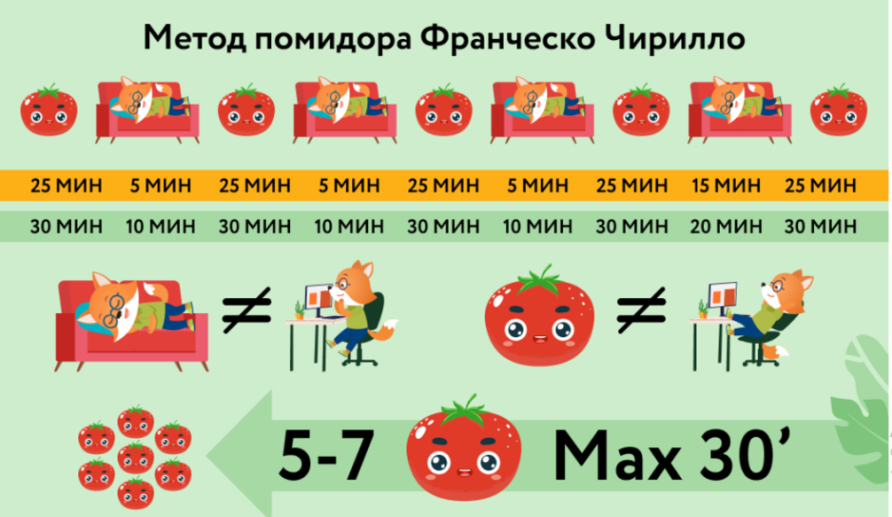 Метод помидора Франческо Чирилло
25 МИН 5 МИН 25 МИН 5 МИН 25 МИН 5 МИН 25 МИН 15 МИН 25 МИН
30 МИН 10 МИН 30 МИН 10 МИН 30 МИН 10 МИН 30 МИН 20 МИН 30 МИН
≠ ≠
5-7 Max 30’